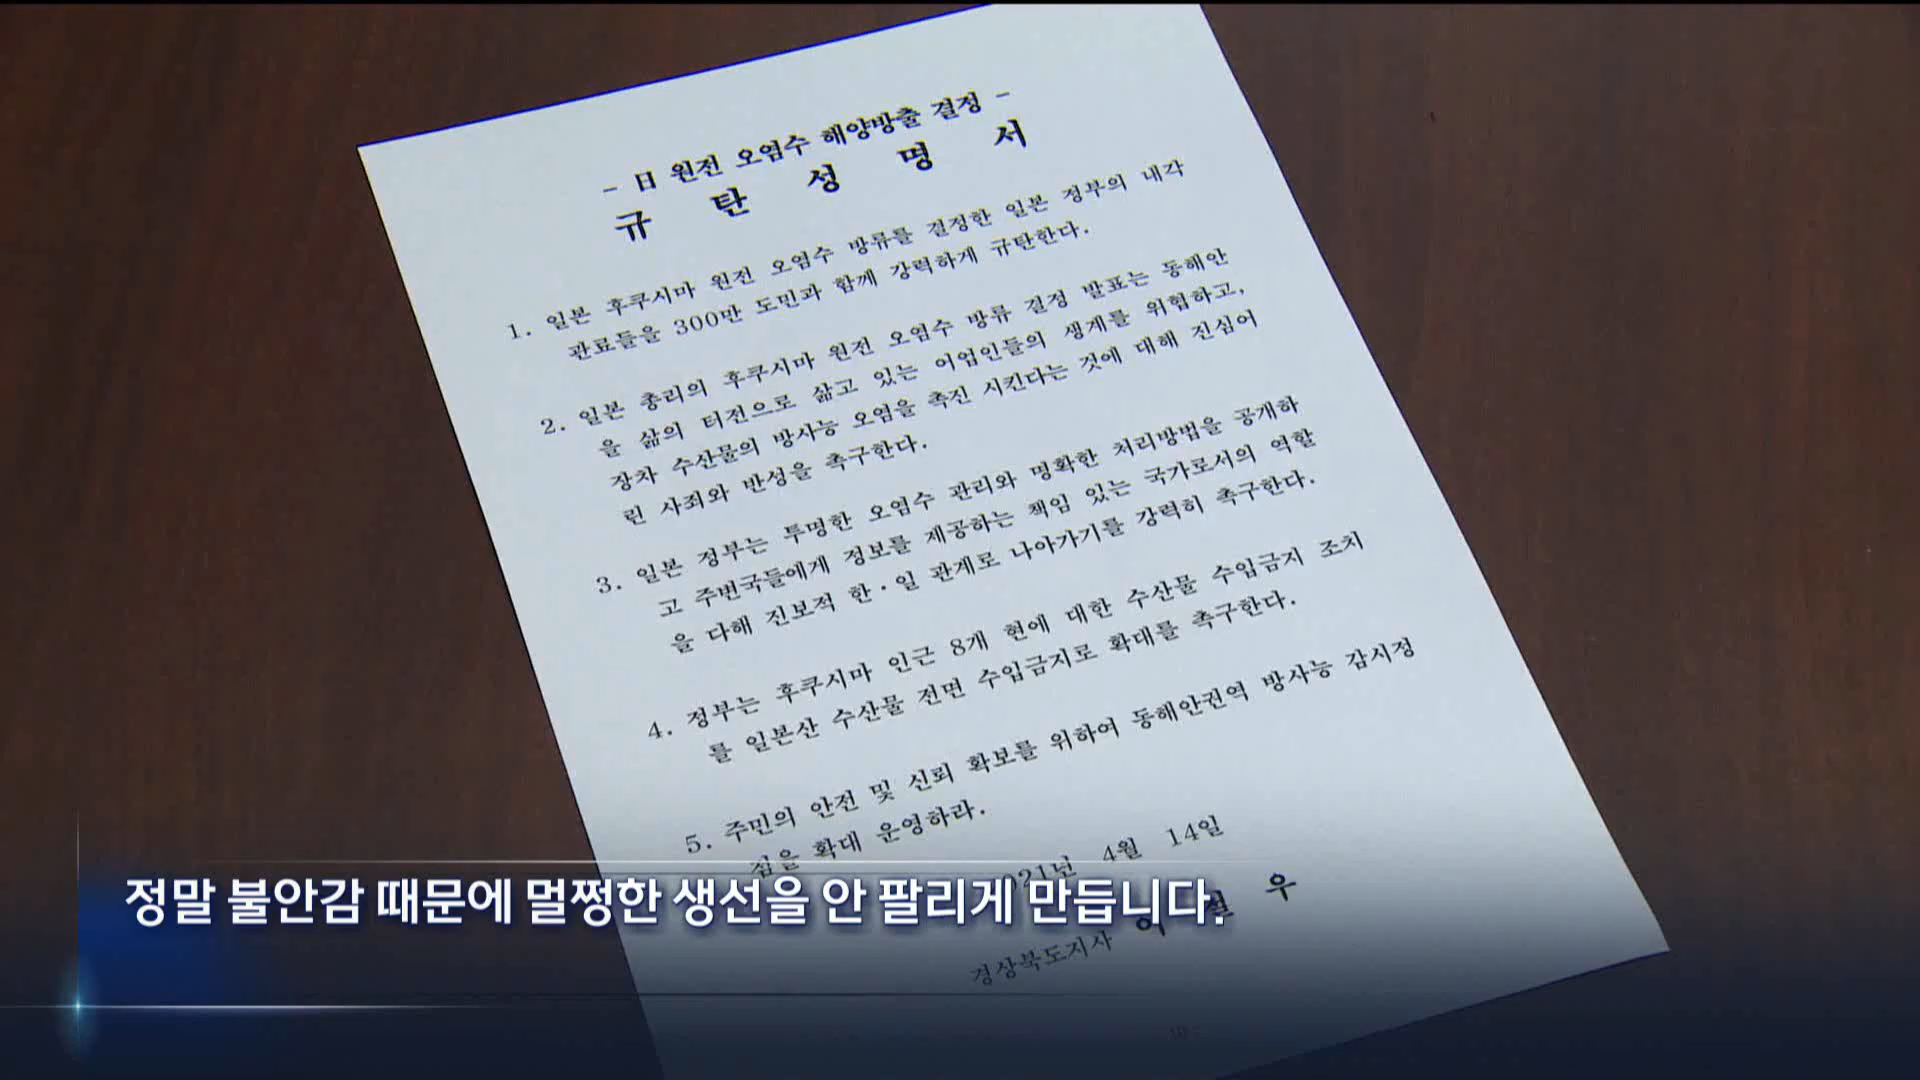 - 日 원전 오염수 해양방출 결정 -
규 탄 성 명 서
1. 일본 후쿠시마 원전 오염수 방류를 결정한 일본 정부의 내각
관료들을 300만 도민과 함께 강력하게 규탄한다.
2. 일본 총리의 후쿠시마 원전 오염수 방류 결정 발표는 동해안
을 삶의 터전으로 삶고 있는 어업인들의 생계를 위협하고,
장차 수산물의 방사능 오염을 촉진 시킨다는 것에 대해 진심어
린 사죄와 반성을 촉구한다.
3. 일본 정부는 투명한 오염수 관리와 명확한 처리방법을 공개하
고 주변국들에게 정보를 제공하는 책임 있는 국가로서의 역할
을 다해 진보적 한·일 관계로 나아가기를 강력히 촉구한다.
4. 정부는 후쿠시마 인근 8개 현에 대한 수산물 수입금지 조치
를 일본산 수산물 전면 수입금지로 확대를 촉구한다.
5. 주민의 안전 및 신뢰 확보를 위하여 동해안권역 방사능 감시정
점을 확대 운영하라.
2021년 4월 14일
경상북도지사 이 철 우
정말 불안감 때문에 멀쩡한 생선을 안 팔리게 만듭니다.